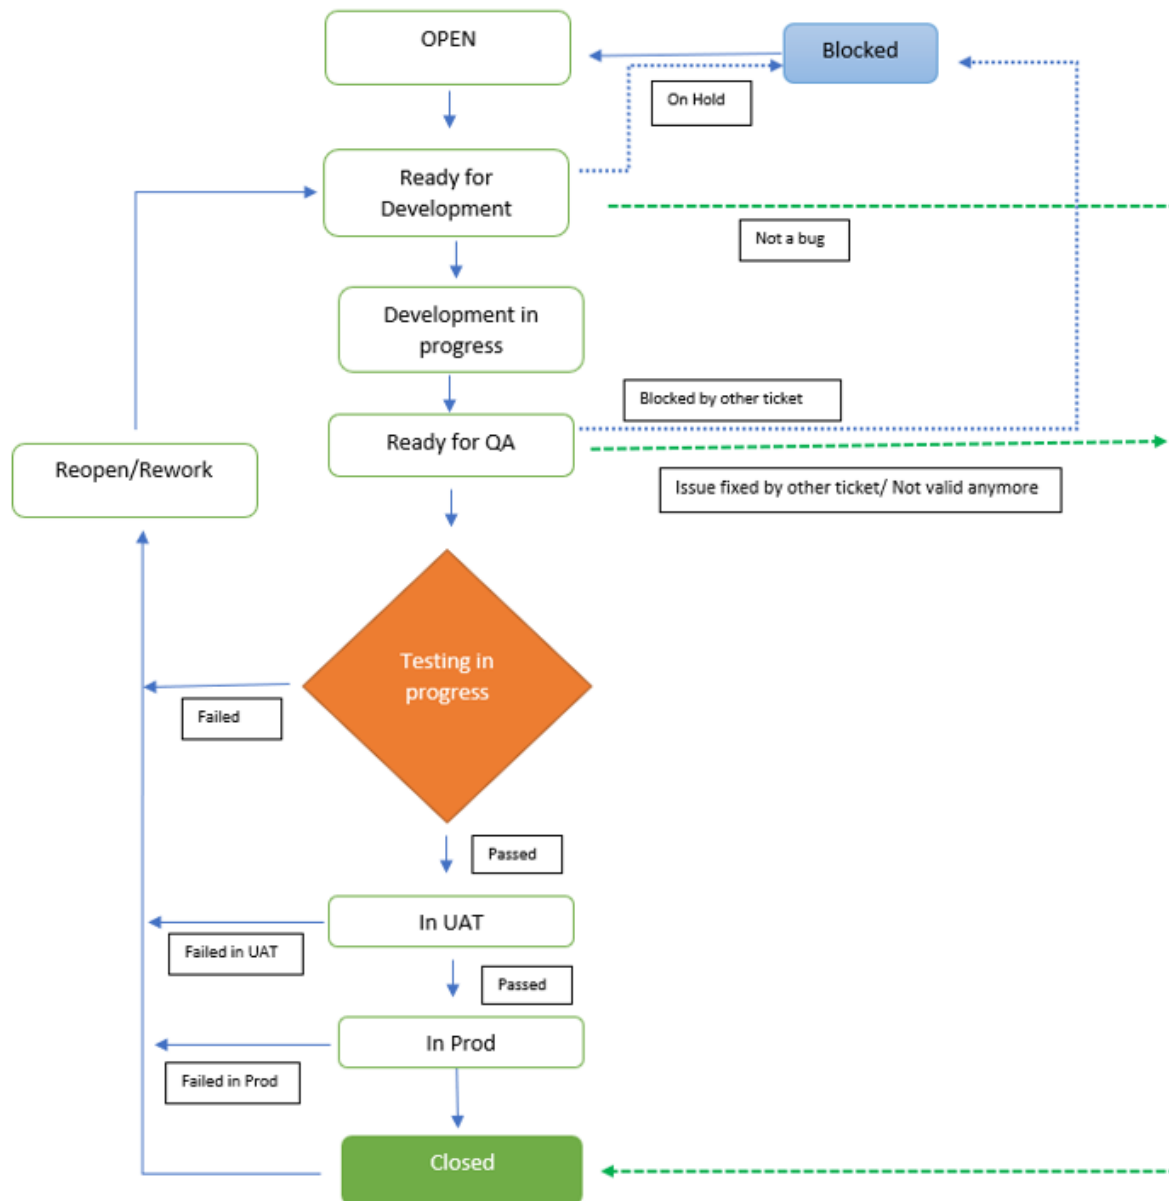 OPEN
Blocked
On Hold
Ready for
Development
Not a bug
Development in
progress
Blocked by other ticket
Ready for QA
Reopen/Rework
Issue fixed by other ticket/ Not valid anymore
Testing in
progress
Failed
Passed
In UAT
Failed in UAT
Passed
In Prod
Failed in Prod
Closed